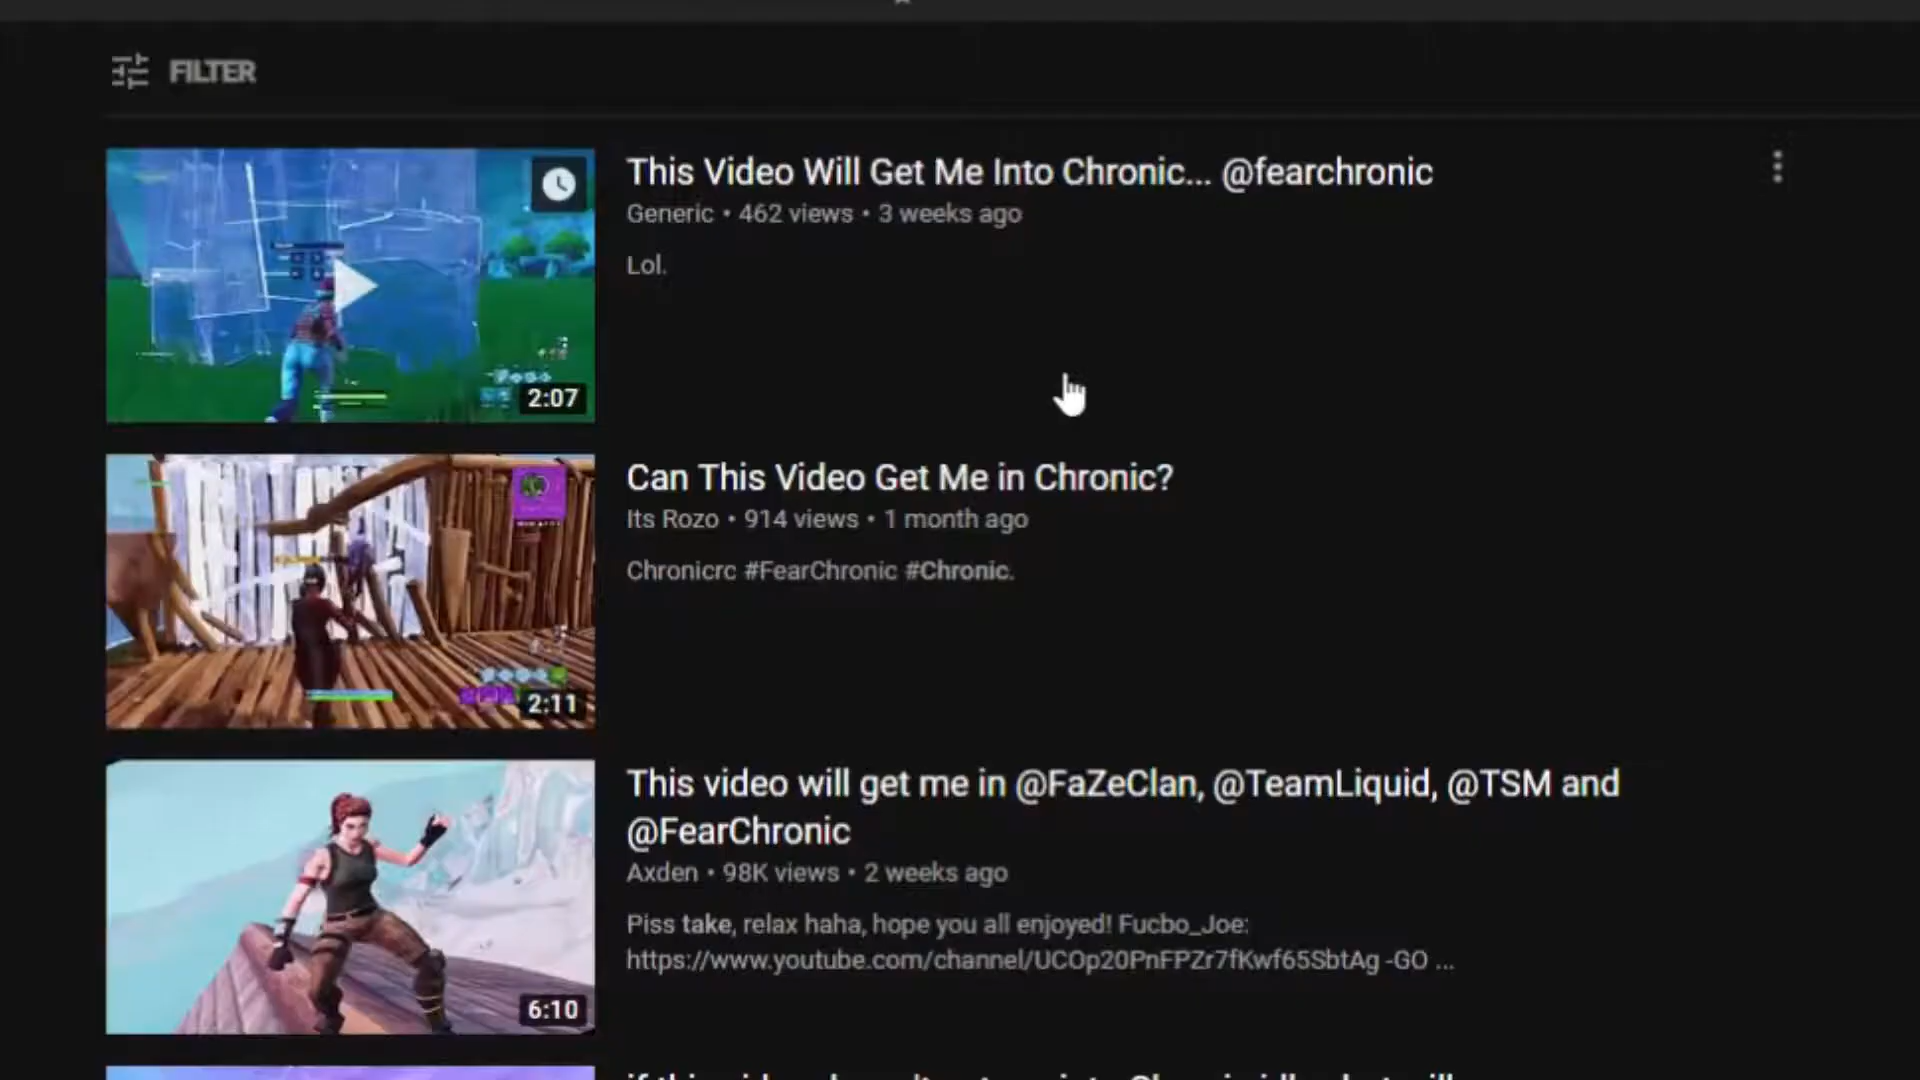 FILTER
This Video Will Get Me Into Chronic... @fearchronic
Generic • 462 views • 3 weeks ago
Lol.
2:07
Can This Video Get Me in Chronic?
Its Rozo • 914 views • 1 month ago
Chronicrc #FearChronic #Chronic.
2:11
This video will get me in @FaZeClan, @TeamLiquid, @TSM and
@FearChronic
Axden • 98K views • 2 weeks ago
Piss take, relax haha, hope you all enjoyed! Fucbo_Joe:
https://www.youtube.com/channel/UCOp20PnFPZr7fKwf65SbtAg -GO ...
6:10